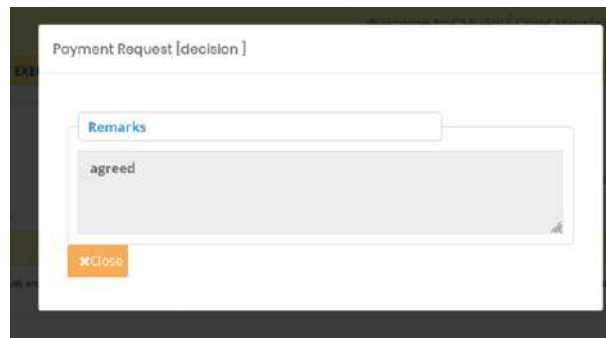 Payment Request [decision ]
Remarks
agreed
✖Close